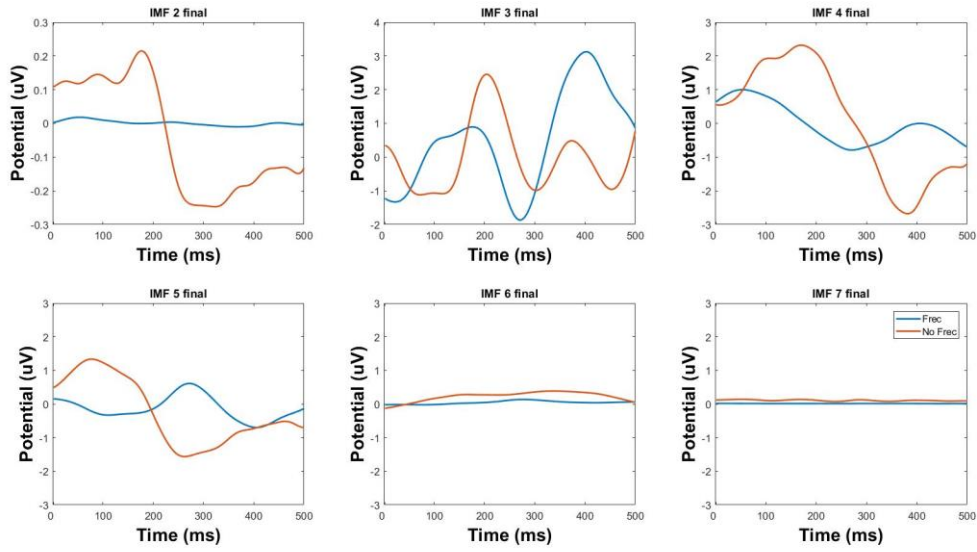 IMF 2 final
0.3
0.2
0.1
0
-0.1
-0.2
0.3
Potential (uV)
0 100 200 300 400 500
Time (ms)
IMF 3 final
4
3
2
1
0
-1
-2
Potential (uV)
0 100 200 300 400 500
Time (ms)
IMF 4 final
3
2
1
0
-1
-2
-3
Potential (uV)
0 100 200 300 400 500
Time (ms)
IMF 5 final
3
2
1
0
-1
-2
-3
Potential (uV)
0 100 200 300 400 500
Time (ms)
IMF 6 final
3
2
1
0
-1
-2
-3
Potential (uV)
0 100 200 300 400 500
Time (ms)
IMF 7 final
3
2
1
0
-1
-2
-3
Potential (uV)
Frec
No Frec
0 100 200 300 400 500
Time (ms)